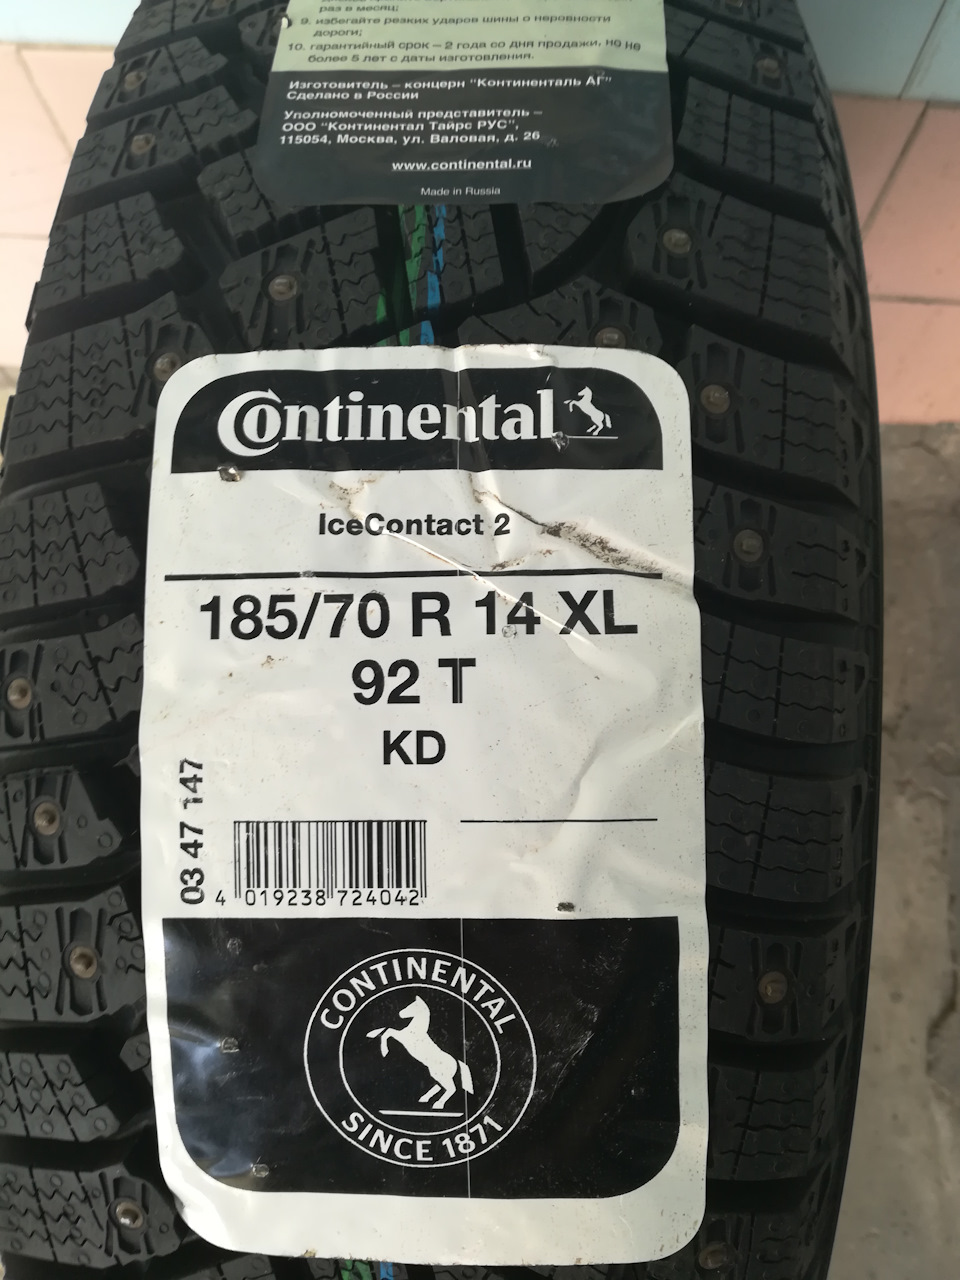 раз в месяц;
9. избегайте резких ударов шины о неровности
дороги;
10. гарантийный срок – 2 года со дня продажи, но не
более 5 лет с даты изготовления.
Изготовитель – концерн "Континенталь АГ"
Сделано в России
Уполномоченный представитель –
ООО "Континентал Тайрс РУС",
115054, Москва, ул. Валовая, д. 26
www.continental.ru
Made in Russia
Continental
IceContact 2
185/70 R 14 XL
92 T
KD
03 47 147
4 019238 724042
CONTINENTAL
SINCE 1871